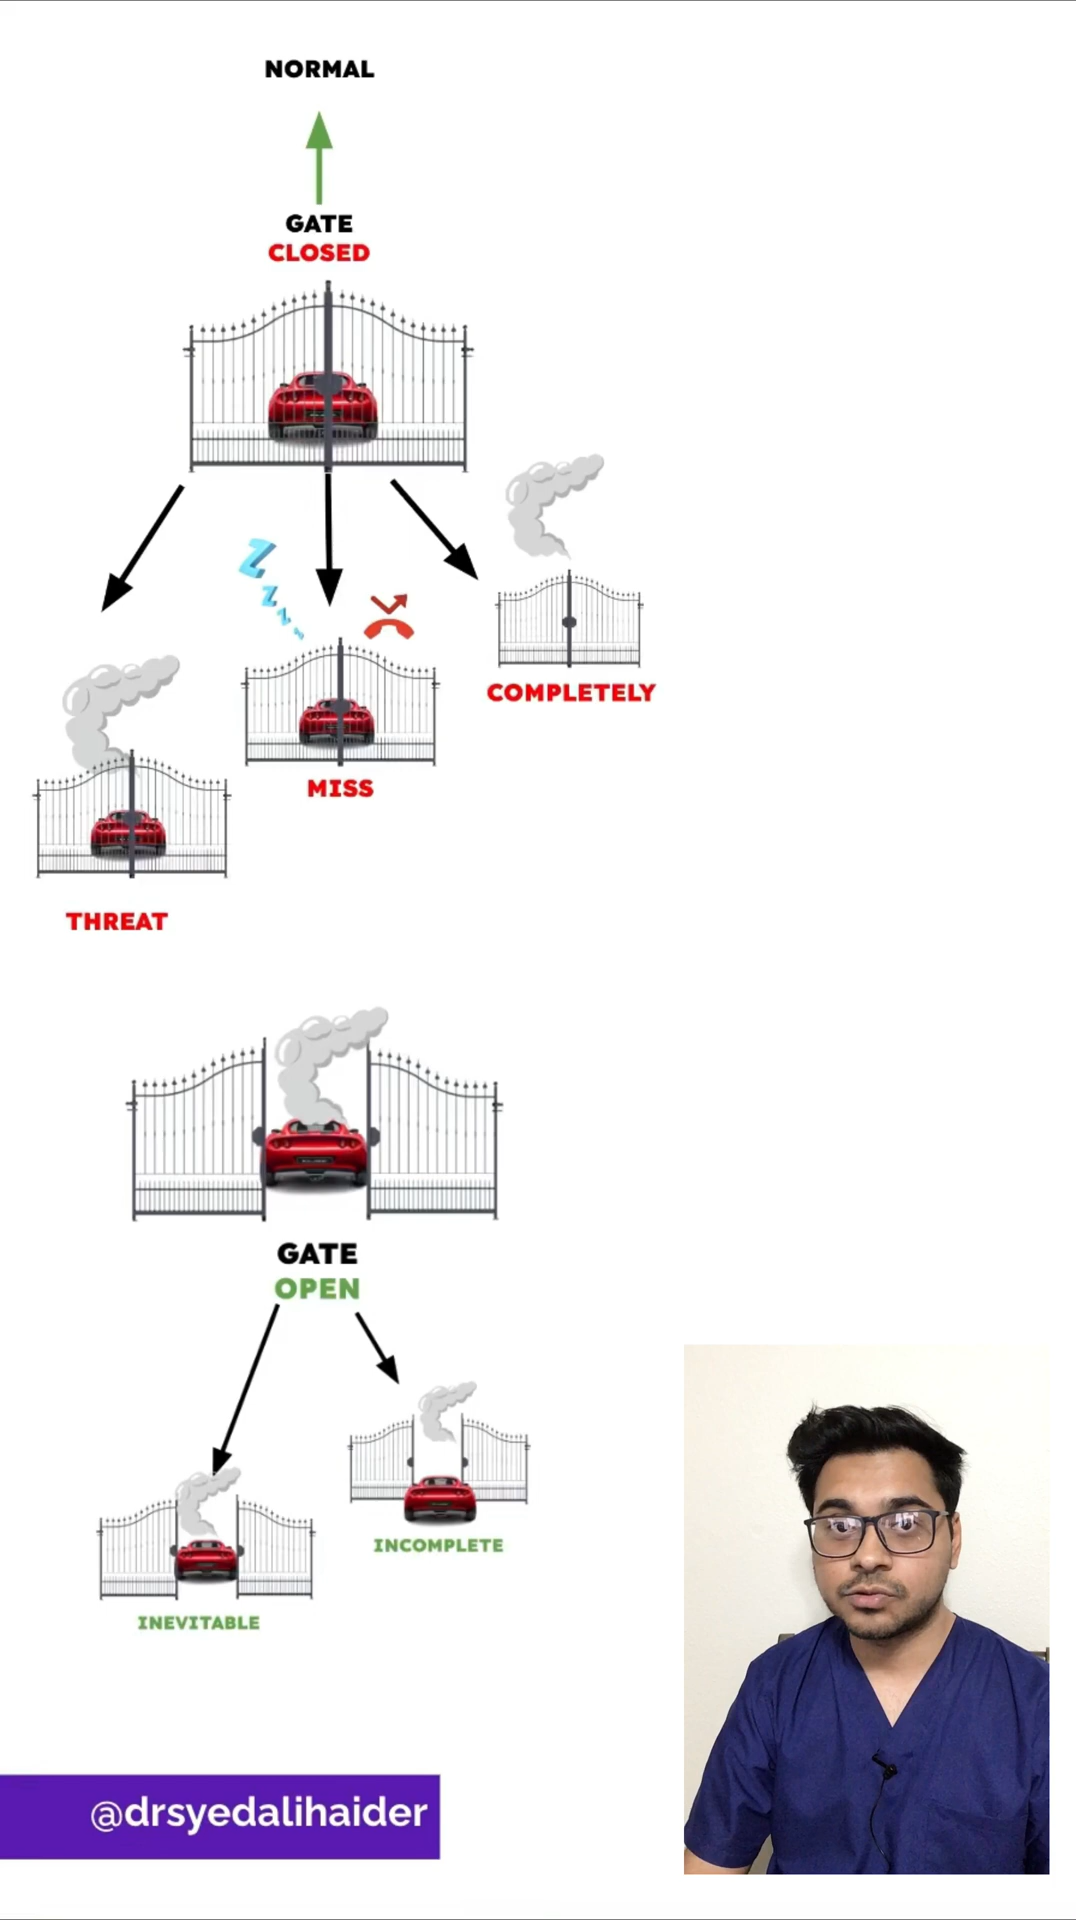 NORMAL
GATE
CLOSED
COMPLETELY
MISS
THREAT
GATE
OPEN
INCOMPLETE
INEVITABLE
@drsyedalihaider